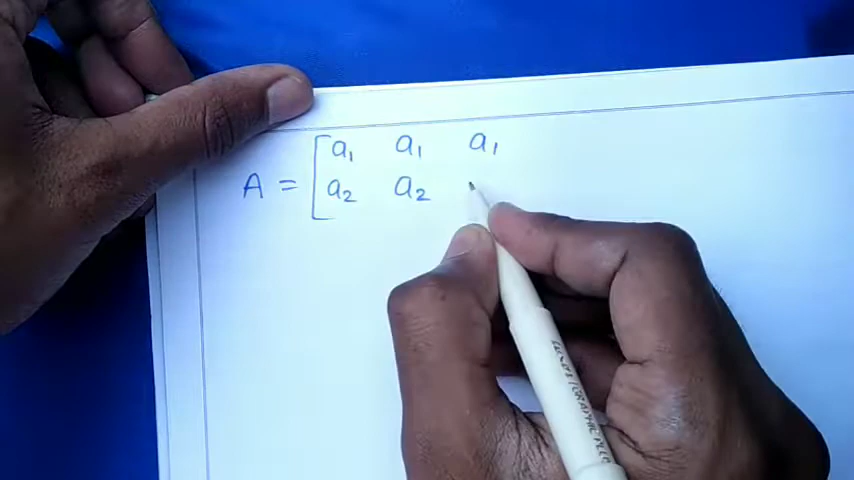 a₁ a₁ a₁
A = [ a₂ a₂